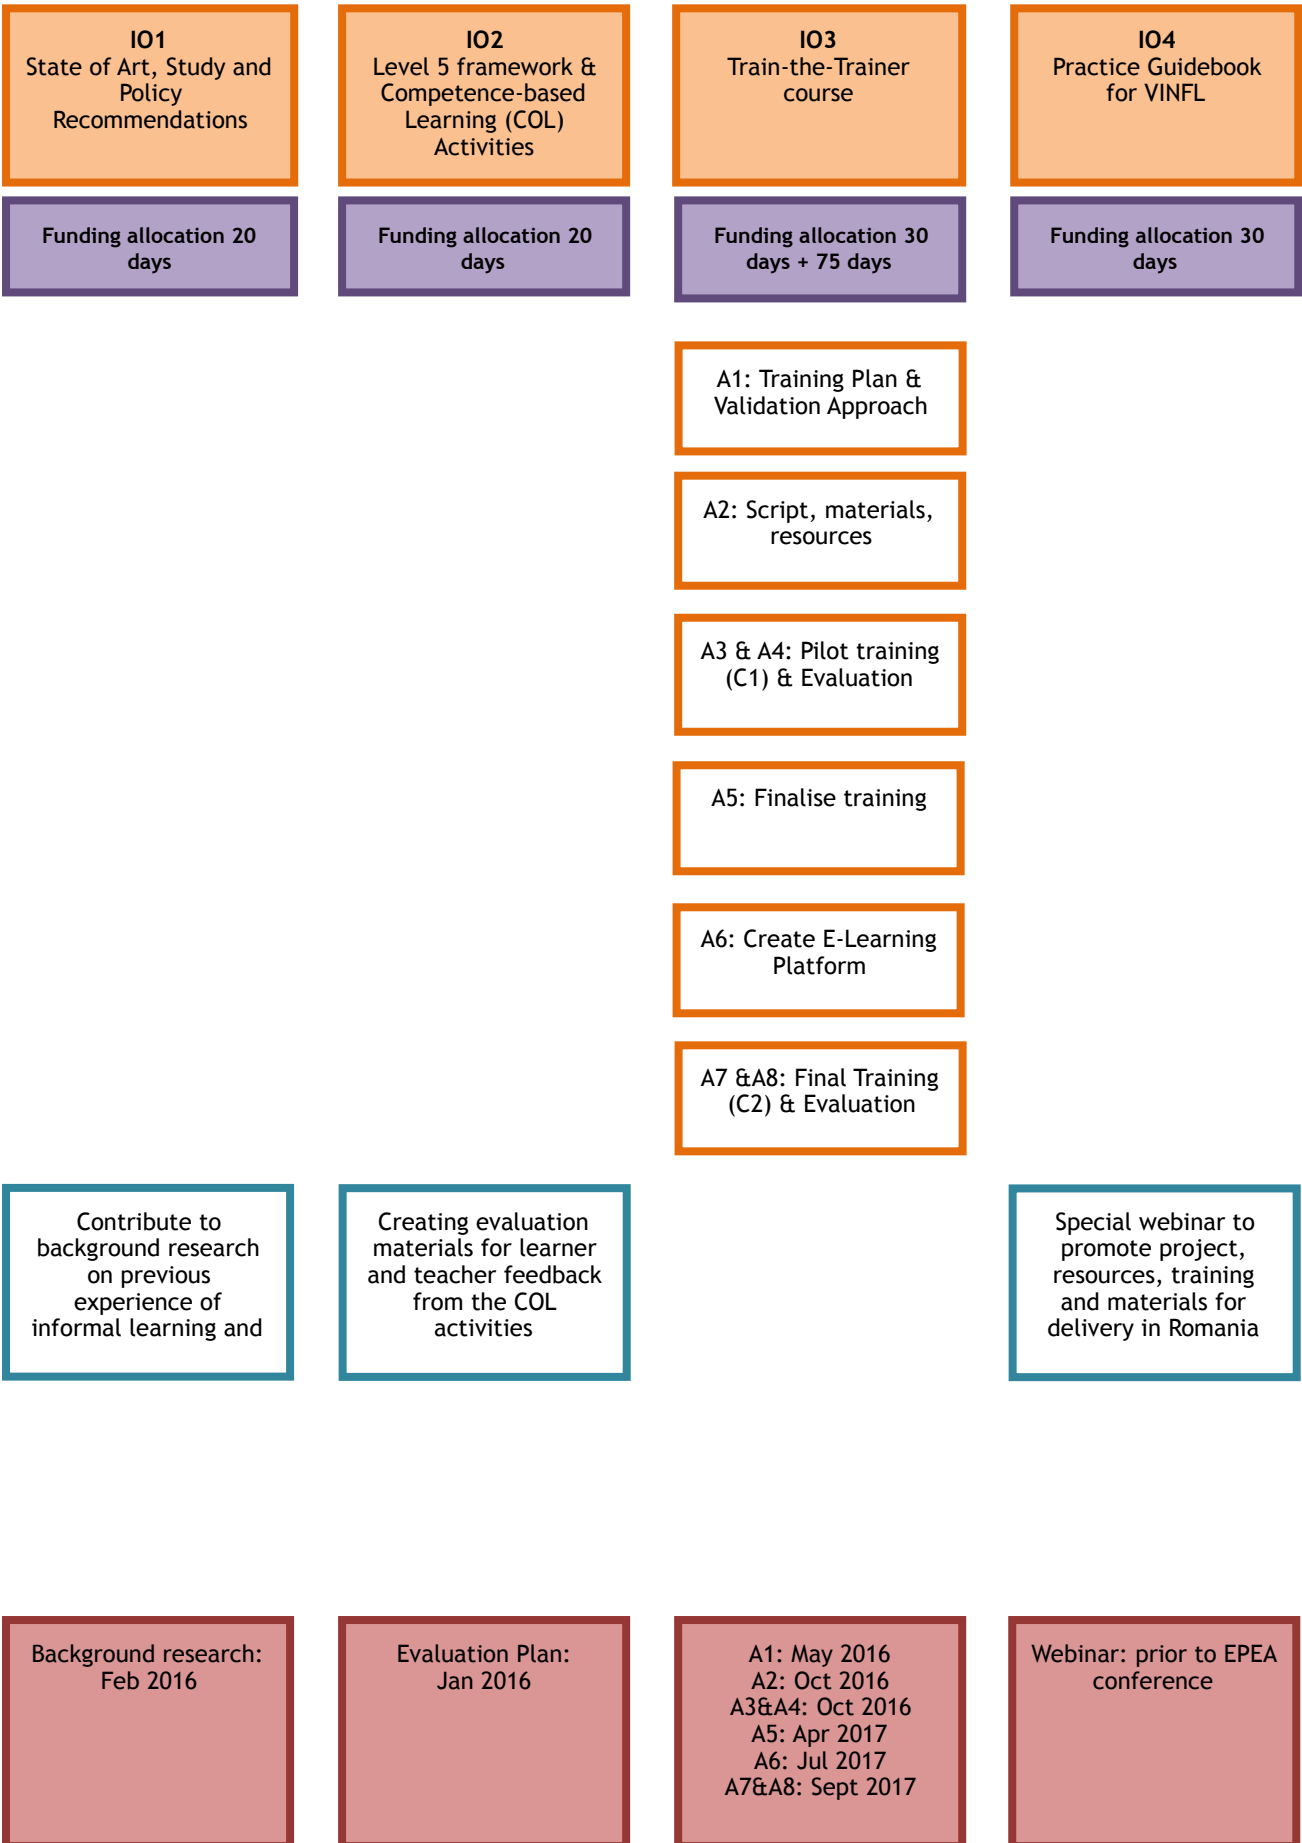 IO1
State of Art, Study and
Policy
Recommendations
IO2
Level 5 framework &
Competence-based
Learning (COL)
Activities
IO3
Train-the-Trainer
course
IO4
Practice Guidebook
for VINFL
Funding allocation 20
days
Funding allocation 20
days
Funding allocation 30
days + 75 days
Funding allocation 30
days
A1: Training Plan &
Validation Approach
A2: Script, materials,
resources
A3 & A4: Pilot training
(C1) & Evaluation
A5: Finalise training
A6: Create E-Learning
Platform
A7 &A8: Final Training
(C2) & Evaluation
Contribute to
background research
on previous
experience of
informal learning and
Creating evaluation
materials for learner
and teacher feedback
from the COL
activities
Special webinar to
promote project,
resources, training
and materials for
delivery in Romania
Background research:
Feb 2016
Evaluation Plan:
Jan 2016
A1: May 2016
A2: Oct 2016
A3&A4: Oct 2016
A5: Apr 2017
A6: Jul 2017
A7&A8: Sept 2017
Webinar: prior to EPEA
conference